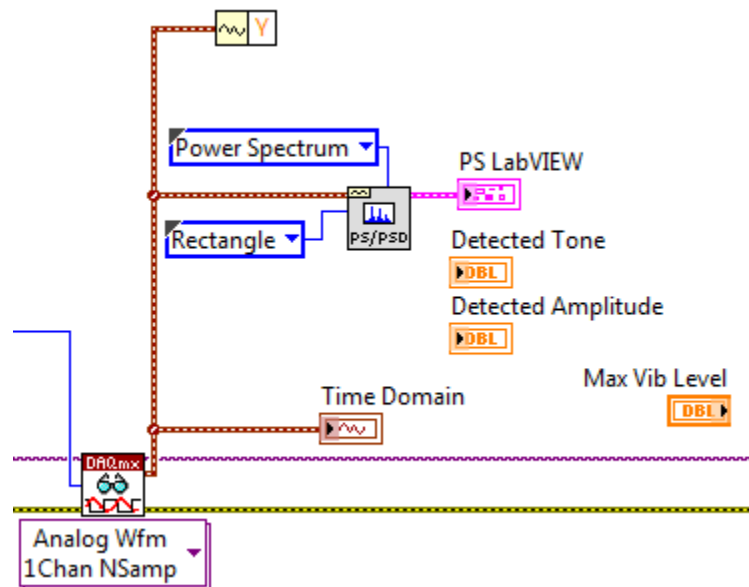 Y
Power Spectrum
PS LabVIEW
PS/PSD
Rectangle
Detected Tone
DBL
Detected Amplitude
DBL
Max Vib Level
DBL
Time Domain
DAQmx
Analog Wfm
1Chan NSamp